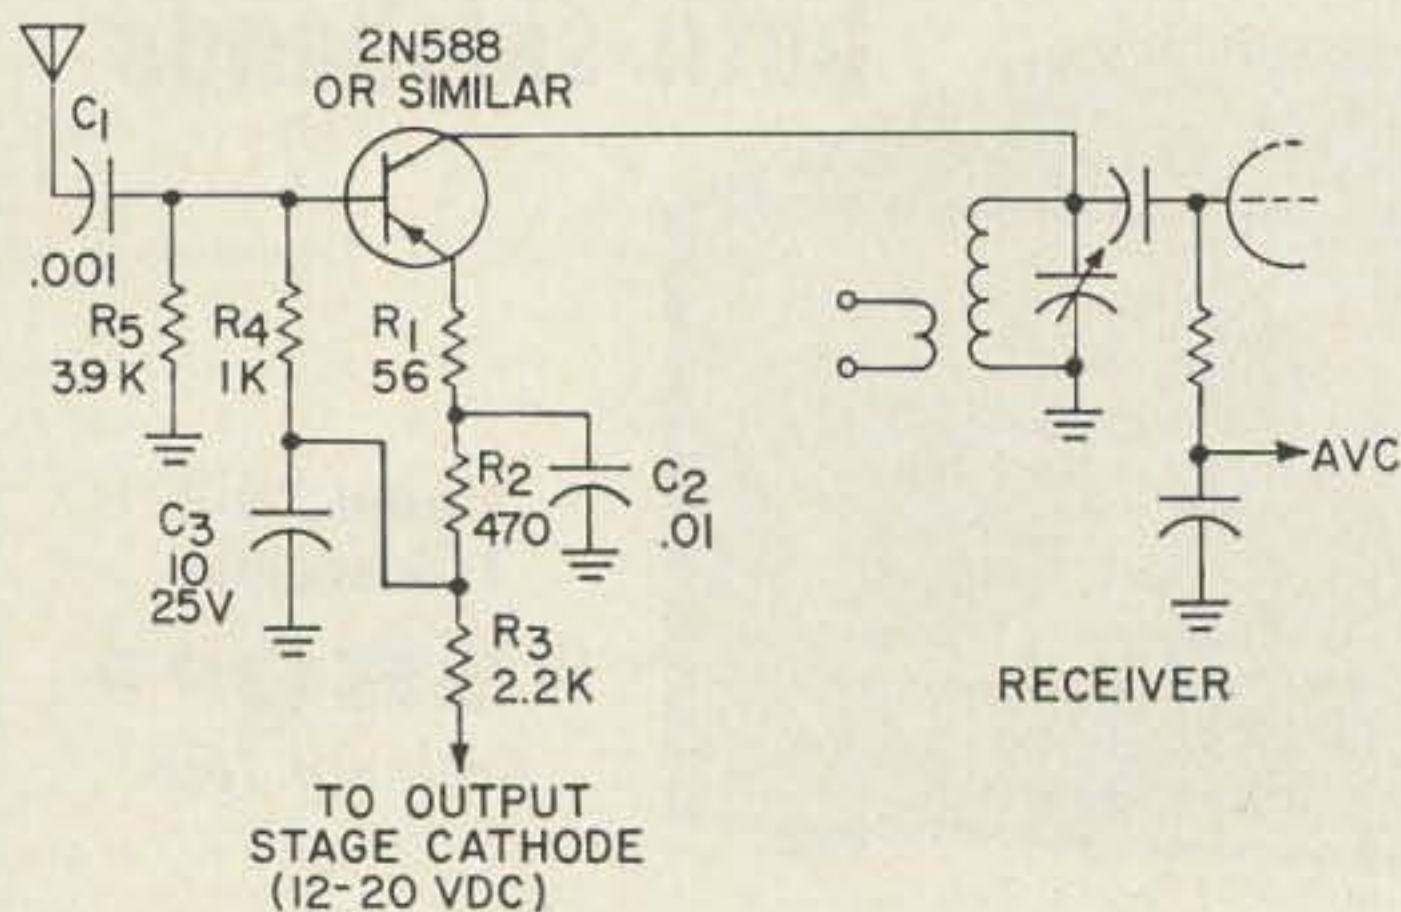 2N588
OR SIMILAR
C1
.001
R5
3.9K
R4
1K
R1
56
R2
470
C2
.01
C3
10
25V
R3
2.2K
AVC
RECEIVER
TO OUTPUT
STAGE CATHODE
(12-20 VDC)